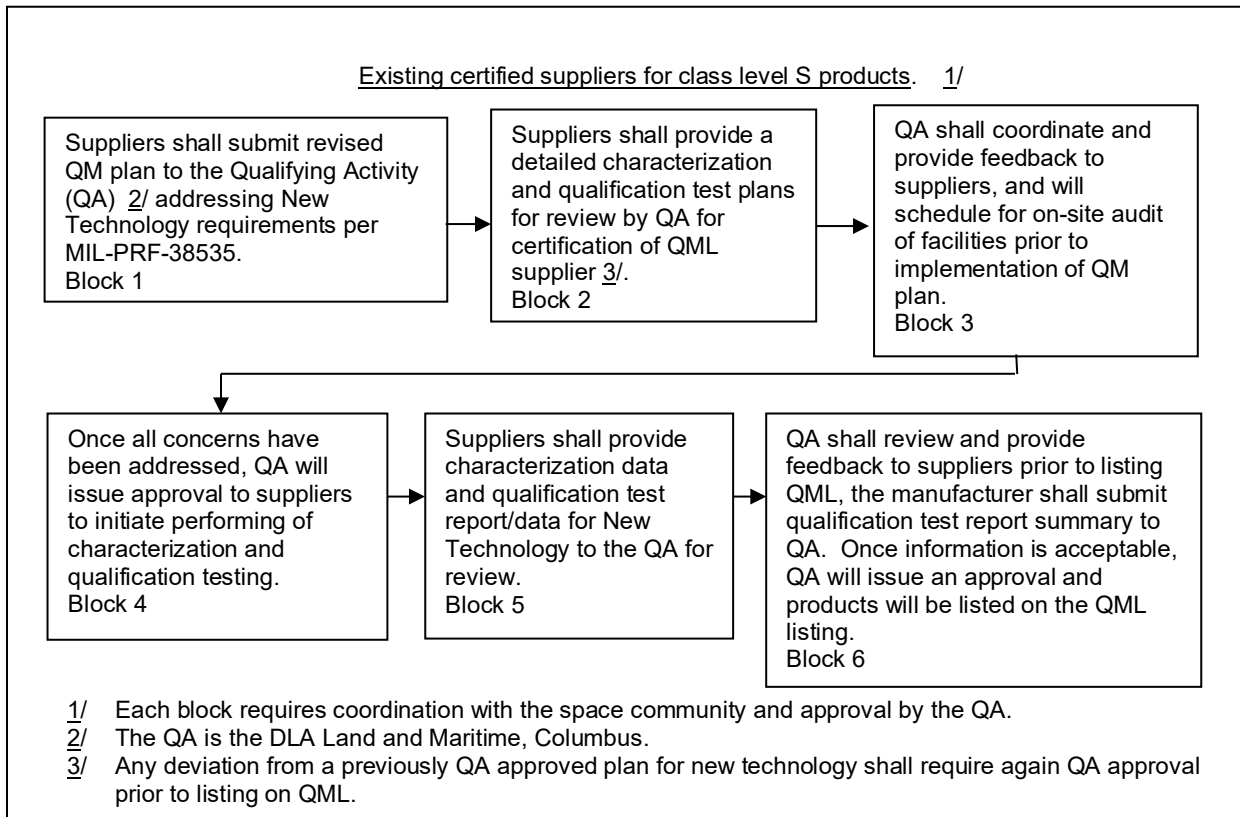 Existing certified suppliers for class level S products. 1/
Suppliers shall submit revised
QM plan to the Qualifying Activity
(QA) 2/ addressing New
Technology requirements per
MIL-PRF-38535.
Block 1
Suppliers shall provide a
detailed characterization
and qualification test plans
for review by QA for
certification of QML
supplier 3/.
Block 2
QA shall coordinate and
provide feedback to
suppliers, and will
schedule for on-site audit
of facilities prior to
implementation of QM
plan.
Block 3
Once all concerns have
been addressed, QA will
issue approval to suppliers
to initiate performing of
characterization and
qualification testing.
Block 4
Suppliers shall provide
characterization data
and qualification test
report/data for New
Technology to the QA for
review.
Block 5
QA shall review and provide
feedback to suppliers prior to listing
QML, the manufacturer shall submit
qualification test report summary to
QA. Once information is acceptable,
QA will issue an approval and
products will be listed on the QML
listing.
Block 6
1/ Each block requires coordination with the space community and approval by the QA.
2/ The QA is the DLA Land and Maritime, Columbus.
3/ Any deviation from a previously QA approved plan for new technology shall require again QA approval
prior to listing on QML.